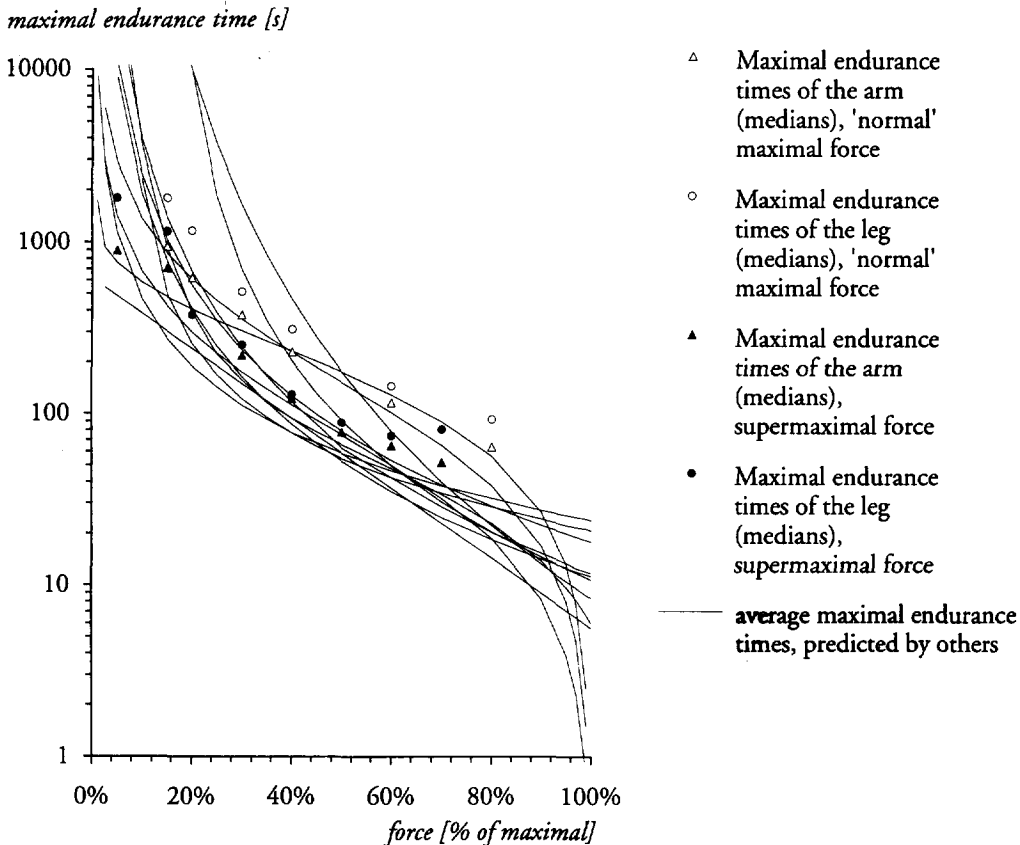 maximal endurance time [s]
10000
1000
100
10
1
0%
20%
40%
60%
80%
100%
force [% of maximal]
Maximal endurance
times of the arm
(medians), 'normal'
maximal force
Maximal endurance
times of the leg
(medians), 'normal'
maximal force
Maximal endurance
times of the arm
(medians),
supermaximal force
Maximal endurance
times of the leg
(medians),
supermaximal force
average maximal endurance
times, predicted by others